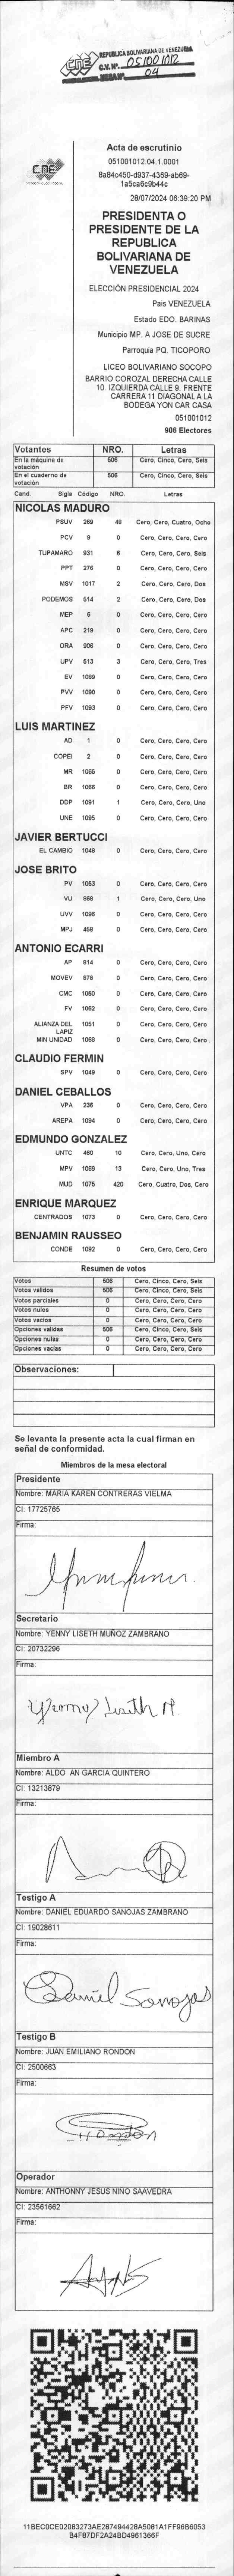 REPUBLICA BOLIVARIANA DE VENEZUELA
CNE C.V. Nº. 051001012
MESA Nº. 04
CNE
Acta de escrutinio
051001012.04.1.0001
8a84c450-d937-4369-ab69-
1a5ca6c9b44c
28/07/2024 06:39:20 PM
PRESIDENTA O
PRESIDENTE DE LA
REPUBLICA
BOLIVARIANA DE
VENEZUELA
ELECCIÓN PRESIDENCIAL 2024
País VENEZUELA
Estado EDO. BARINAS
Municipio MP. A JOSE DE SUCRE
Parroquia PQ. TICOPORO
LICEO BOLIVARIANO SOCOPO
BARRIO COROZAL DERECHA CALLE
10. IZQUIERDA CALLE 9. FRENTE
CARRERA 11 DIAGONAL A LA
BODEGA YON CAR CASA
051001012
906 Electores
Votantes NRO. Letras
En la máquina de votación 506 Cero, Cinco, Cero, Seis
En el cuaderno de votación 506 Cero, Cinco, Cero, Seis
Cand. Sigla Código NRO. Letras
NICOLAS MADURO
PSUV 269 48 Cero, Cero, Cuatro, Ocho
PCV 9 0 Cero, Cero, Cero, Cero
TUPAMARO 931 6 Cero, Cero, Cero, Seis
PPT 276 0 Cero, Cero, Cero, Cero
MSV 1017 2 Cero, Cero, Cero, Dos
PODEMOS 514 2 Cero, Cero, Cero, Dos
MEP 6 0 Cero, Cero, Cero, Cero
APC 219 0 Cero, Cero, Cero, Cero
ORA 906 0 Cero, Cero, Cero, Cero
UPV 513 3 Cero, Cero, Cero, Tres
EV 1089 0 Cero, Cero, Cero, Cero
PVV 1090 0 Cero, Cero, Cero, Cero
PFV 1093 0 Cero, Cero, Cero, Cero
LUIS MARTINEZ
AD 1 0 Cero, Cero, Cero, Cero
COPEI 2 0 Cero, Cero, Cero, Cero
MR 1065 0 Cero, Cero, Cero, Cero
BR 1066 0 Cero, Cero, Cero, Cero
DDP 1091 1 Cero, Cero, Cero, Uno
UNE 1095 0 Cero, Cero, Cero, Cero
JAVIER BERTUCCI
EL CAMBIO 1048 0 Cero, Cero, Cero, Cero
JOSE BRITO
PV 1053 0 Cero, Cero, Cero, Cero
VU 868 1 Cero, Cero, Cero, Uno
UVV 1096 0 Cero, Cero, Cero, Cero
MPJ 458 0 Cero, Cero, Cero, Cero
ANTONIO ECARRI
AP 814 0 Cero, Cero, Cero, Cero
MOVEV 878 0 Cero, Cero, Cero, Cero
CMC 1050 0 Cero, Cero, Cero, Cero
FV 1052 0 Cero, Cero, Cero, Cero
ALIANZA DEL LAPIZ 1051 0 Cero, Cero, Cero, Cero
MIN UNIDAD 1068 0 Cero, Cero, Cero, Cero
CLAUDIO FERMIN
SPV 1049 0 Cero, Cero, Cero, Cero
DANIEL CEBALLOS
VPA 236 0 Cero, Cero, Cero, Cero
AREPA 1094 0 Cero, Cero, Cero, Cero
EDMUNDO GONZALEZ
UNTC 460 10 Cero, Cero, Uno, Cero
MPV 1069 13 Cero, Cero, Uno, Tres
MUD 1075 420 Cero, Cuatro, Dos, Cero
ENRIQUE MARQUEZ
CENTRADOS 1073 0 Cero, Cero, Cero, Cero
BENJAMIN RAUSSEO
CONDE 1092 0 Cero, Cero, Cero, Cero
Resumen de votos
Votos 506 Cero, Cinco, Cero, Seis
Votos validos 506 Cero, Cinco, Cero, Seis
Votos parciales 0 Cero, Cero, Cero, Cero
Votos nulos 0 Cero, Cero, Cero, Cero
Votos vacios 0 Cero, Cero, Cero, Cero
Opciones validas 506 Cero, Cinco, Cero, Seis
Opciones nulas 0 Cero, Cero, Cero, Cero
Opciones vacias 0 Cero, Cero, Cero, Cero
Observaciones:
Se levanta la presente acta la cual firman en
señal de conformidad.
Miembros de la mesa electoral
Presidente
Nombre: MARIA KAREN CONTRERAS VIELMA
CI: 17725765
Firma:
Secretario
Nombre: YENNY LISETH MUÑOZ ZAMBRANO
CI: 20732296
Firma:
Yenny Liseth M.
Miembro A
Nombre: ALDO AN GARCIA QUINTERO
CI: 13213879
Firma:
Testigo A
Nombre: DANIEL EDUARDO SANOJAS ZAMBRANO
CI: 19028611
Firma:
Daniel Sanojas
Testigo B
Nombre: JUAN EMILIANO RONDON
CI: 2500663
Firma:
Rondón
Operador
Nombre: ANTHONNY JESUS NINO SAAVEDRA
CI: 23561662
Firma:
11BEC0CE02083273AE287494428A5081A1FF96B6053
B4F87DF2A24BD4961366F